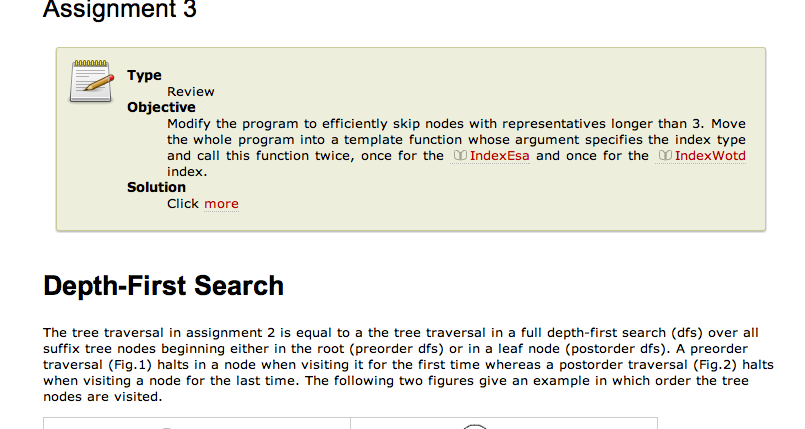 Assignment 3
Type
Review
Objective
Modify the program to efficiently skip nodes with representatives longer than 3. Move
the whole program into a template function whose argument specifies the index type
and call this function twice, once for the IndexEsa and once for the IndexWotd
index.
Solution
Click more
Depth-First Search
The tree traversal in assignment 2 is equal to a the tree traversal in a full depth-first search (dfs) over all
suffix tree nodes beginning either in the root (preorder dfs) or in a leaf node (postorder dfs). A preorder
traversal (Fig.1) halts in a node when visiting it for the first time whereas a postorder traversal (Fig.2) halts
when visiting a node for the last time. The following two figures give an example in which order the tree
nodes are visited.